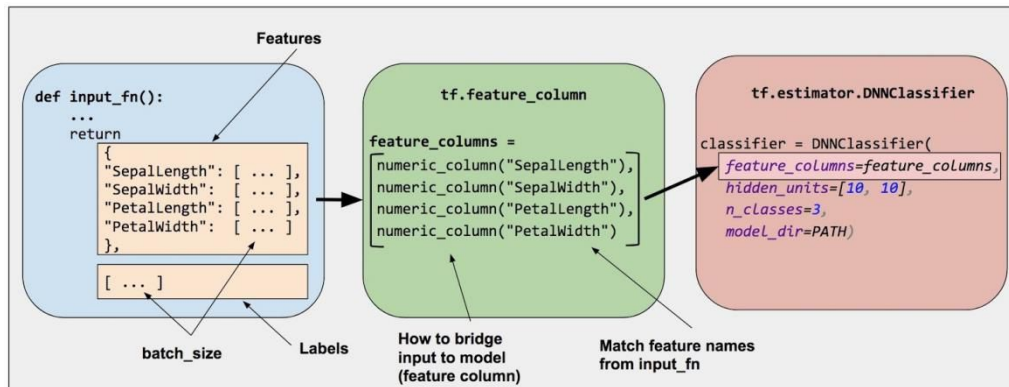 Features
def input_fn():
...
return
{
"SepalLength": [ ... ],
"SepalWidth": [ ... ],
"PetalLength": [ ... ],
"PetalWidth": [ ... ]
},
[ ... ]
batch_size
Labels
tf.feature_column
feature_columns =
numeric_column("SepalLength"),
numeric_column("SepalWidth"),
numeric_column("PetalLength"),
numeric_column("PetalWidth")
How to bridge
input to model
(feature column)
Match feature names
from input_fn
tf.estimator.DNNClassifier
classifier = DNNClassifier(
feature_columns=feature_columns,
hidden_units=[10, 10],
n_classes=3,
model_dir=PATH)